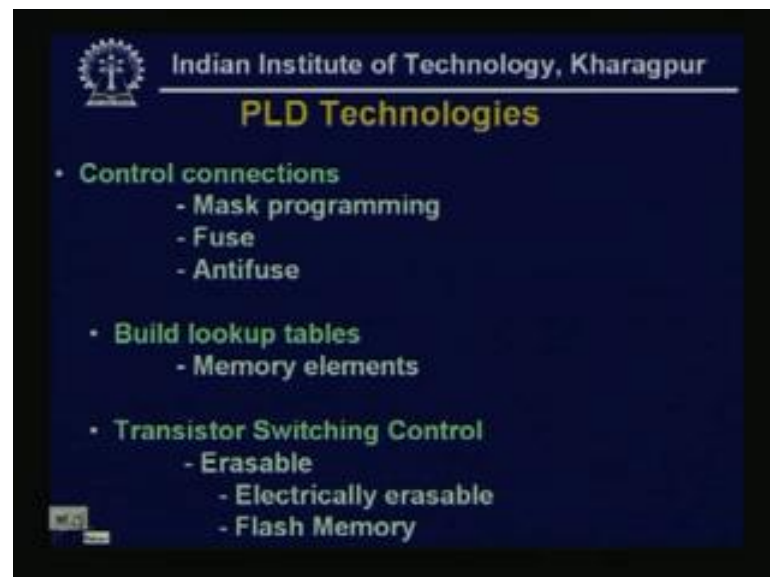 Indian Institute of Technology, Kharagpur
PLD Technologies
• Control connections
- Mask programming
- Fuse
- Antifuse
• Build lookup tables
- Memory elements
• Transistor Switching Control
- Erasable
- Electrically erasable
- Flash Memory